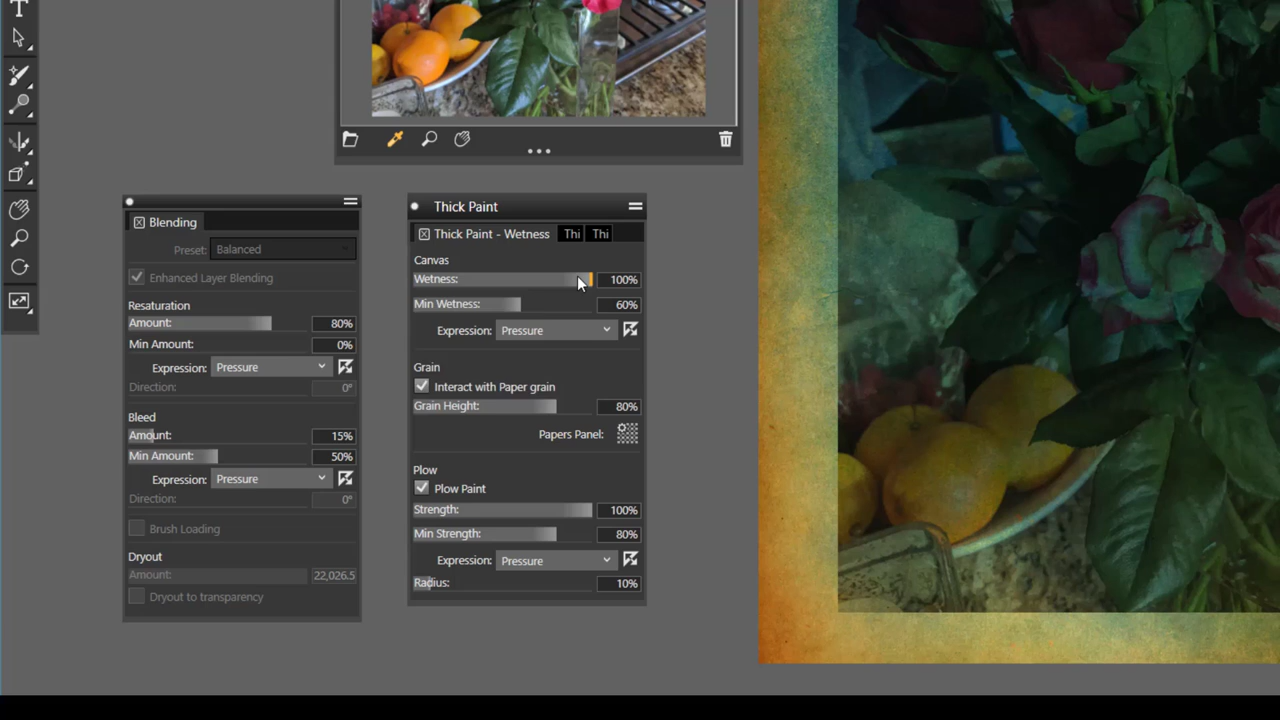 Blending
Preset: Balanced
Enhanced Layer Blending
Resaturation
Amount: 80%
Min Amount: 0%
Expression: Pressure
Direction: 0°
Bleed
Amount: 15%
Min Amount: 50%
Expression: Pressure
Direction: 0°
Brush Loading
Dryout
Amount: 22,026.5
Dryout to transparency
Thick Paint
Thick Paint - Wetness Thi Thi
Canvas
Wetness: 100%
Min Wetness: 60%
Expression: Pressure
Grain
Interact with Paper grain
Grain Height: 80%
Papers Panel:
Plow
Plow Paint
Strength: 100%
Min Strength: 80%
Expression: Pressure
Radius: 10%